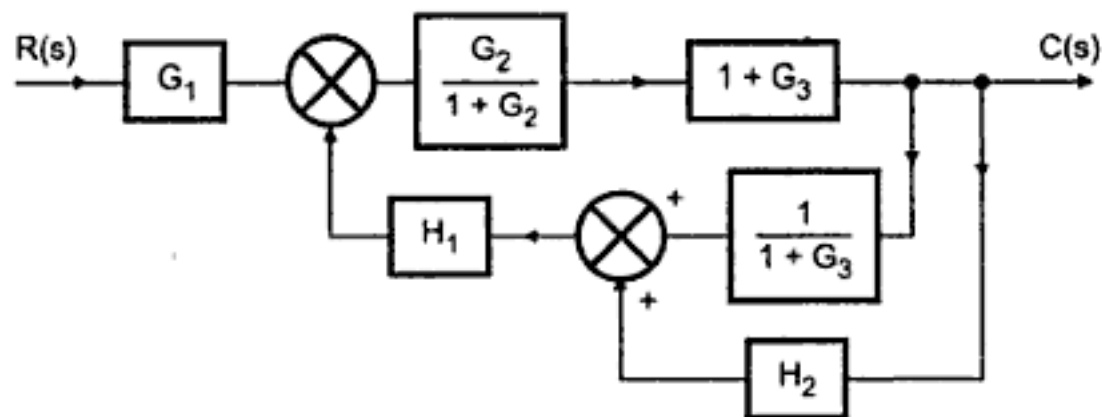 R(s)
G₁
G₂
1 + G₂
1 + G₃
C(s)
H₁
+
1
1 + G₃
+
H₂